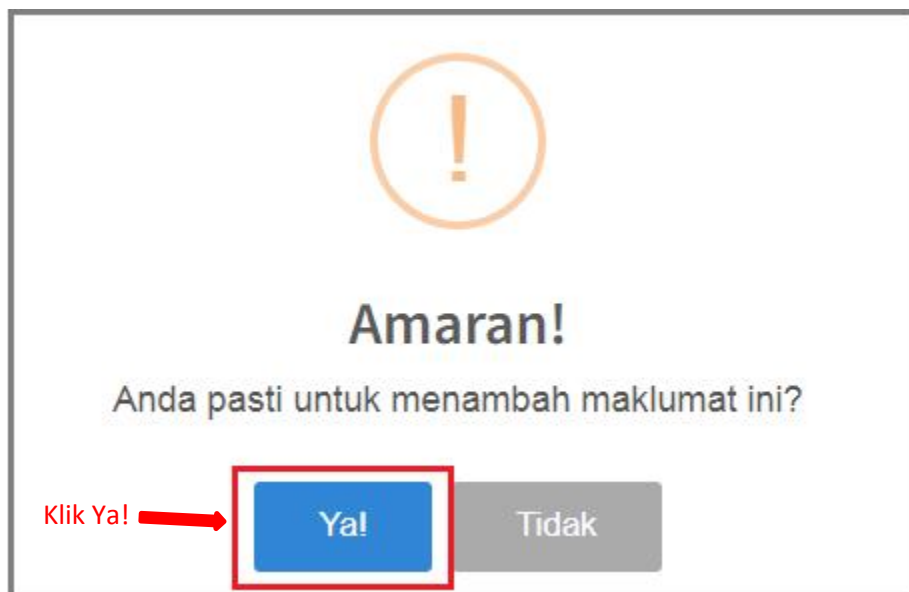 !
Amaran!
Anda pasti untuk menambah maklumat ini?
Klik Ya!
Ya!
Tidak